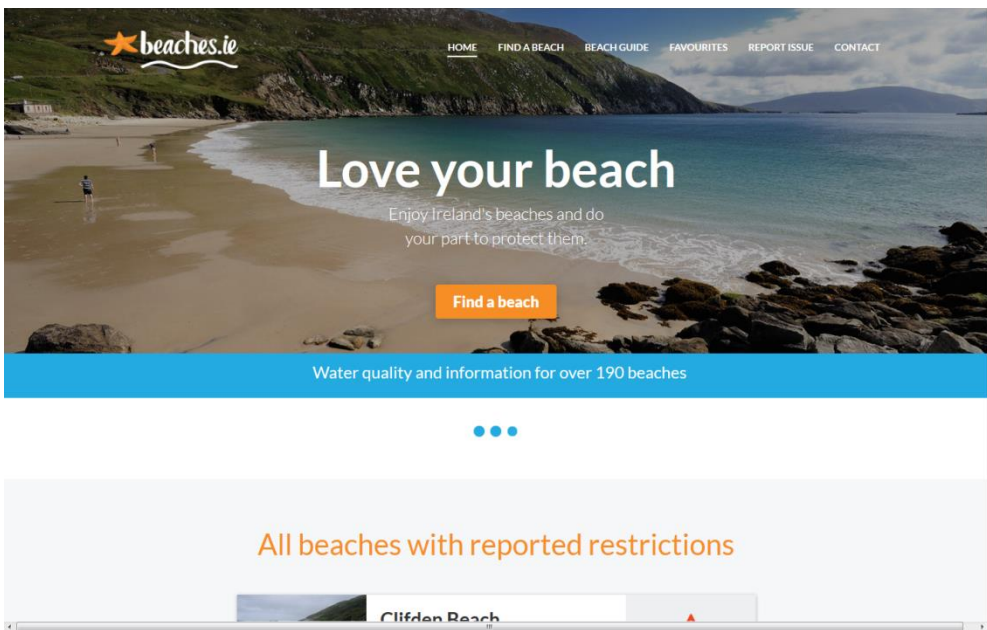 beaches.ie
HOME FIND A BEACH BEACH GUIDE FAVOURITES REPORT ISSUE CONTACT
Love your beach
Enjoy Ireland's beaches and do
your part to protect them.
Find a beach
Water quality and information for over 190 beaches
All beaches with reported restrictions
Clifden Beach